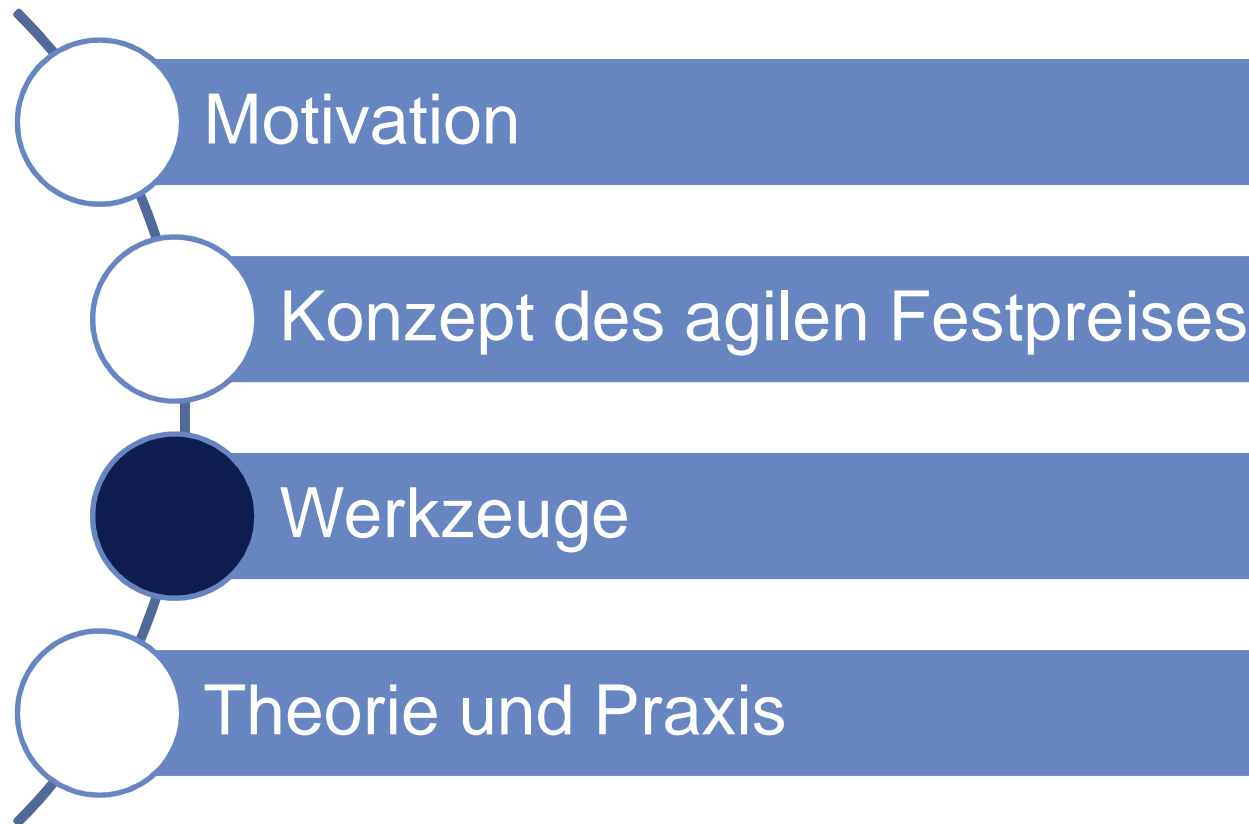 Motivation
Konzept des agilen Festpreises
Werkzeuge
Theorie und Praxis